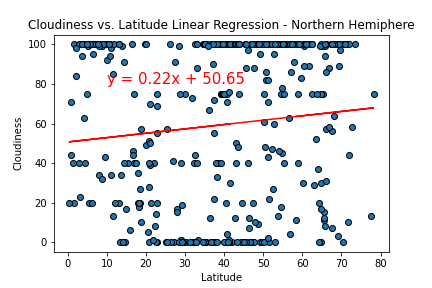 Cloudiness vs. Latitude Linear Regression - Northern Hemiphere
100
80
60
40
20
0
Cloudiness
y = 0.22x + 50.65
0 10 20 30 40 50 60 70 80
Latitude